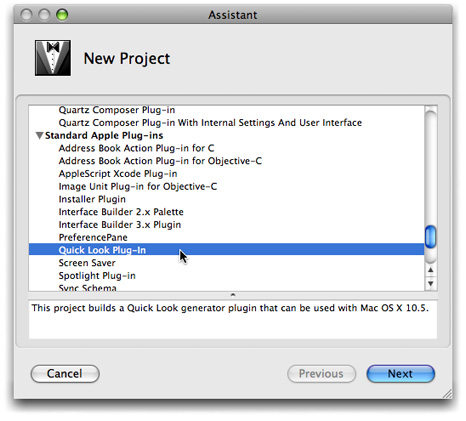 Assistant
New Project
Quartz Composer Plug-in
Quartz Composer Plug-in With Internal Settings And User Interface
Standard Apple Plug-ins
Address Book Action Plug-in for C
Address Book Action Plug-in for Objective-C
AppleScript Xcode Plug-in
Image Unit Plug-in for Objective-C
Installer Plugin
Interface Builder 2.x Palette
Interface Builder 3.x Plugin
PreferencePane
Quick Look Plug-In
Screen Saver
Spotlight Plug-in
Sync Schema
This project builds a Quick Look generator plugin that can be used with Mac OS X 10.5.
Cancel
Previous
Next